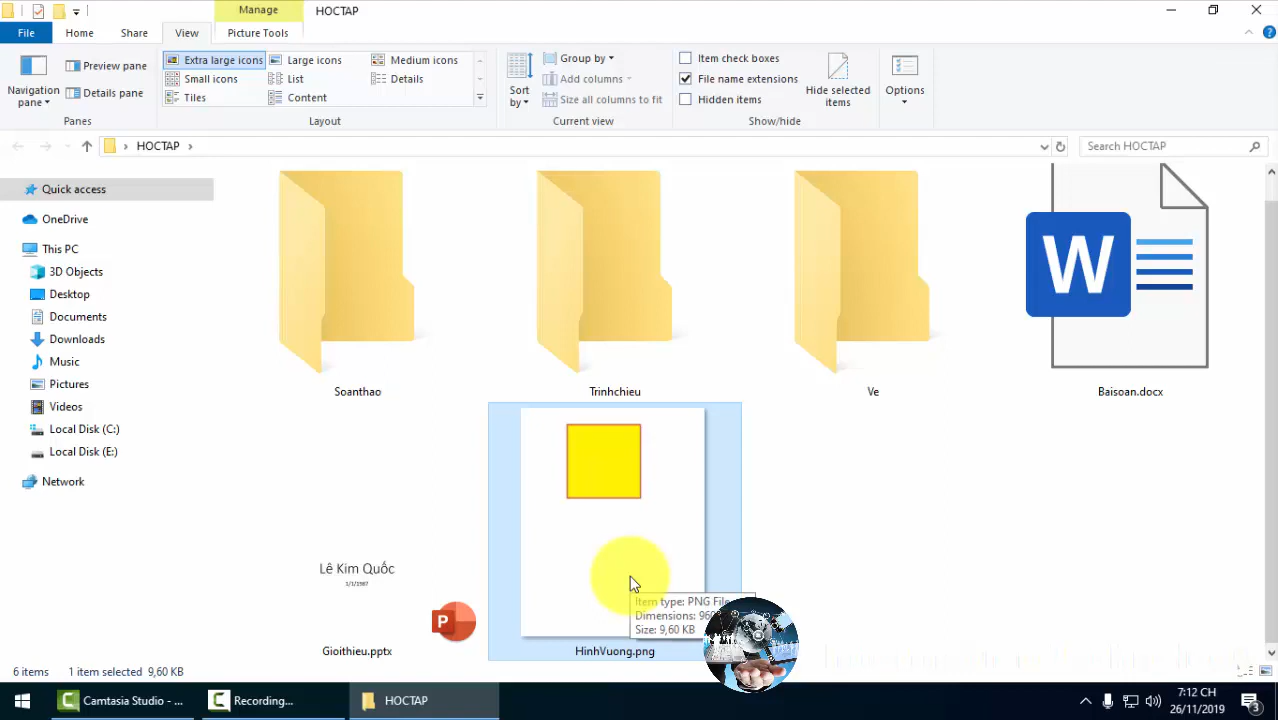 Manage
HOCTAP
File
Home
Share
View
Picture Tools
Navigation pane
Preview pane
Details pane
Panes
Extra large icons
Large icons
Medium icons
Small icons
List
Details
Tiles
Content
Layout
Sort by
Group by
Add columns
Size all columns to fit
Current view
Item check boxes
File name extensions
Hidden items
Hide selected items
Show/hide
Options
HOCTAP
Search HOCTAP
Quick access
OneDrive
This PC
3D Objects
Desktop
Documents
Downloads
Music
Pictures
Videos
Local Disk (C:)
Local Disk (E:)
Network
Soanthao
Trinhchieu
Ve
W
Baisoan.docx
Lê Kim Quốc
1/1/1987
P
Gioithieu.pptx
Item type: PNG File
Dimensions: 960
Size: 9,60 KB
HinhVuong.png
6 items
1 item selected 9,60 KB
Camtasia Studio - ...
Recording...
HOCTAP
7:12 CH
26/11/2019
3